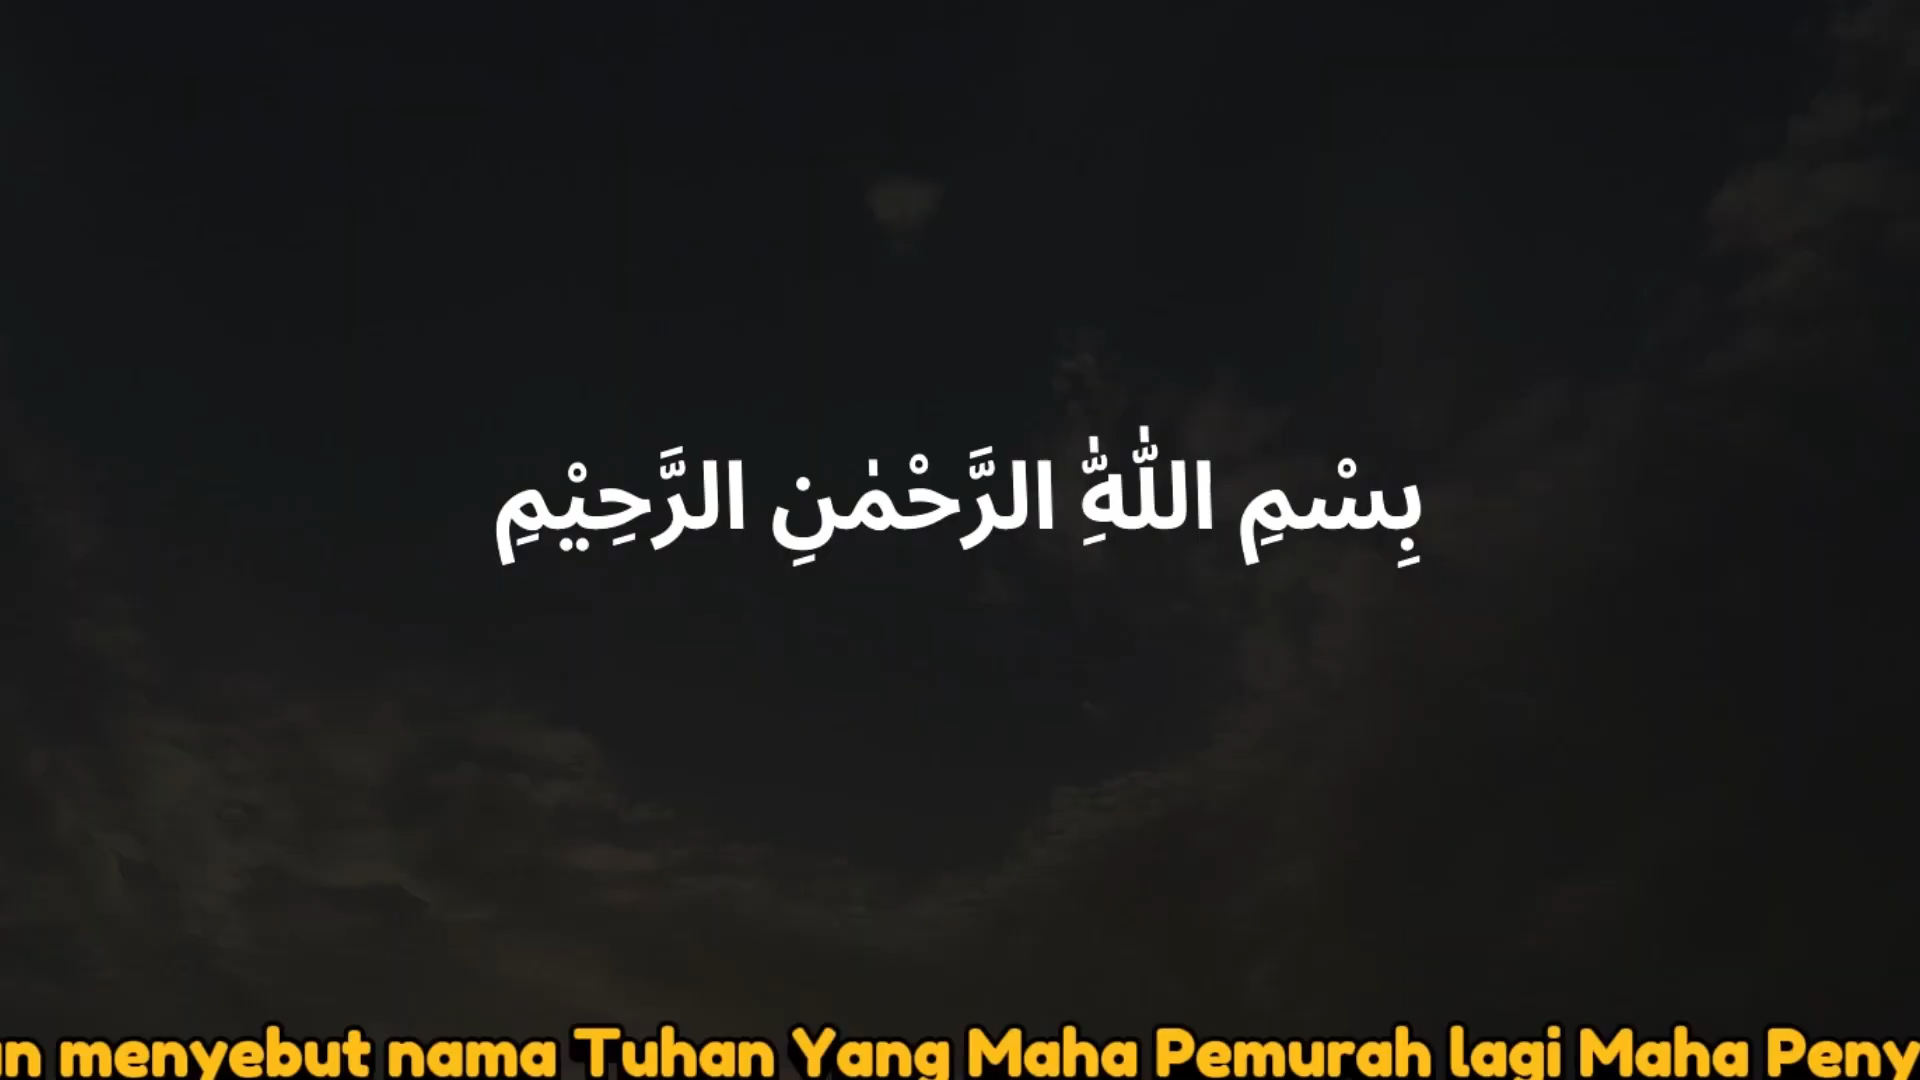 بِسْمِ اللّٰهِ الرَّحْمٰنِ الرَّحِيْمِ
menyebut nama Tuhan Yang Maha Pemurah lagi Maha